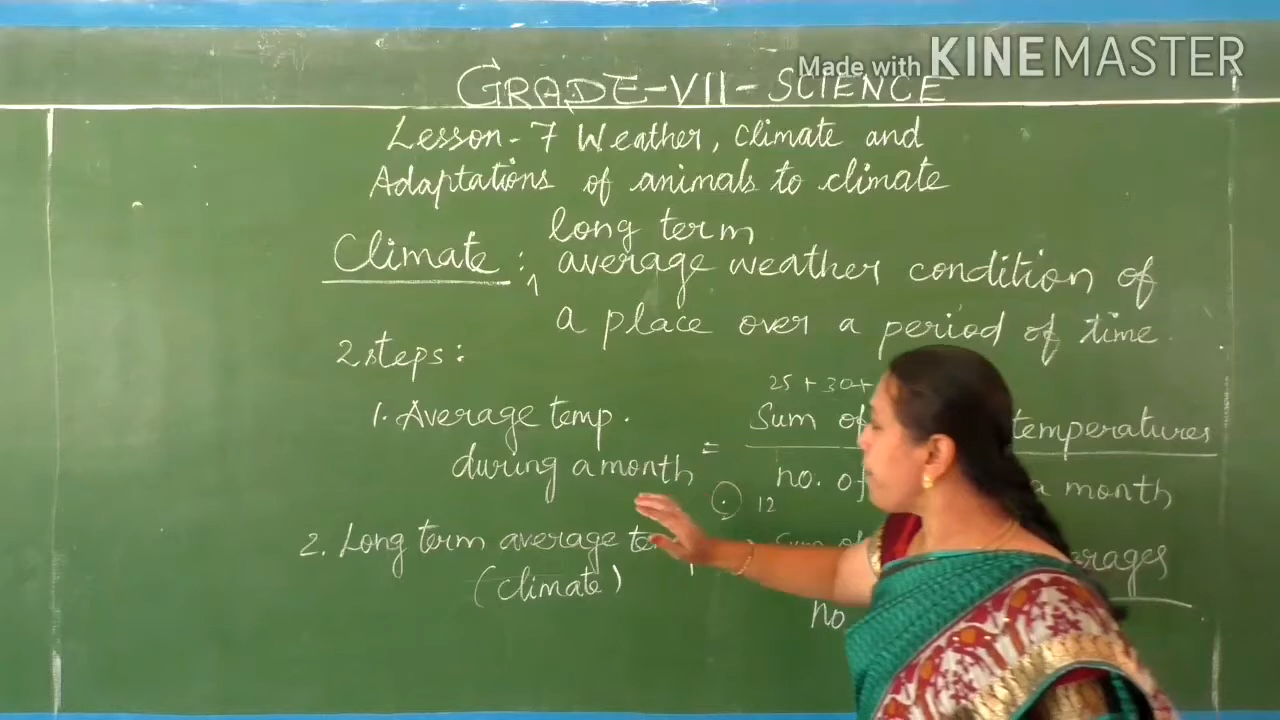 Made with KINEMASTER
GRADE-VII-SCIENCE
Lesson-7 Weather, Climate and
Adaptations of animals to climate
long term
Climate : average weather condition of
a place over a period of time.
2 steps:
25 + 30+
1. Average temp. = Sum of temperatures
during a month no. of a month
12
2. Long term average
(climate)